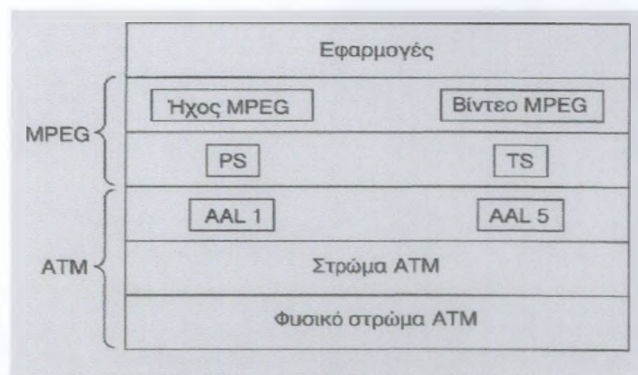 Εφαρμογές
Ήχος MPEG Βίντεο MPEG
MPEG
PS TS
AAL 1 AAL 5
ATM Στρώμα ATM
Φυσικό στρώμα ATM